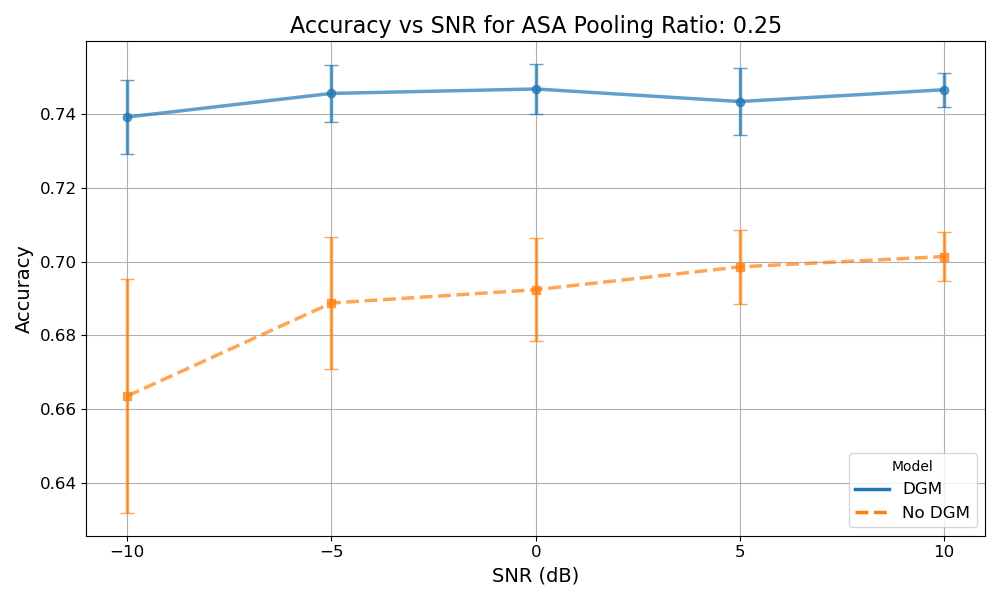 Accuracy vs SNR for ASA Pooling Ratio: 0.25
Accuracy
0.74
0.72
0.70
0.68
0.66
0.64
−10
−5
0
5
10
SNR (dB)
Model
DGM
No DGM